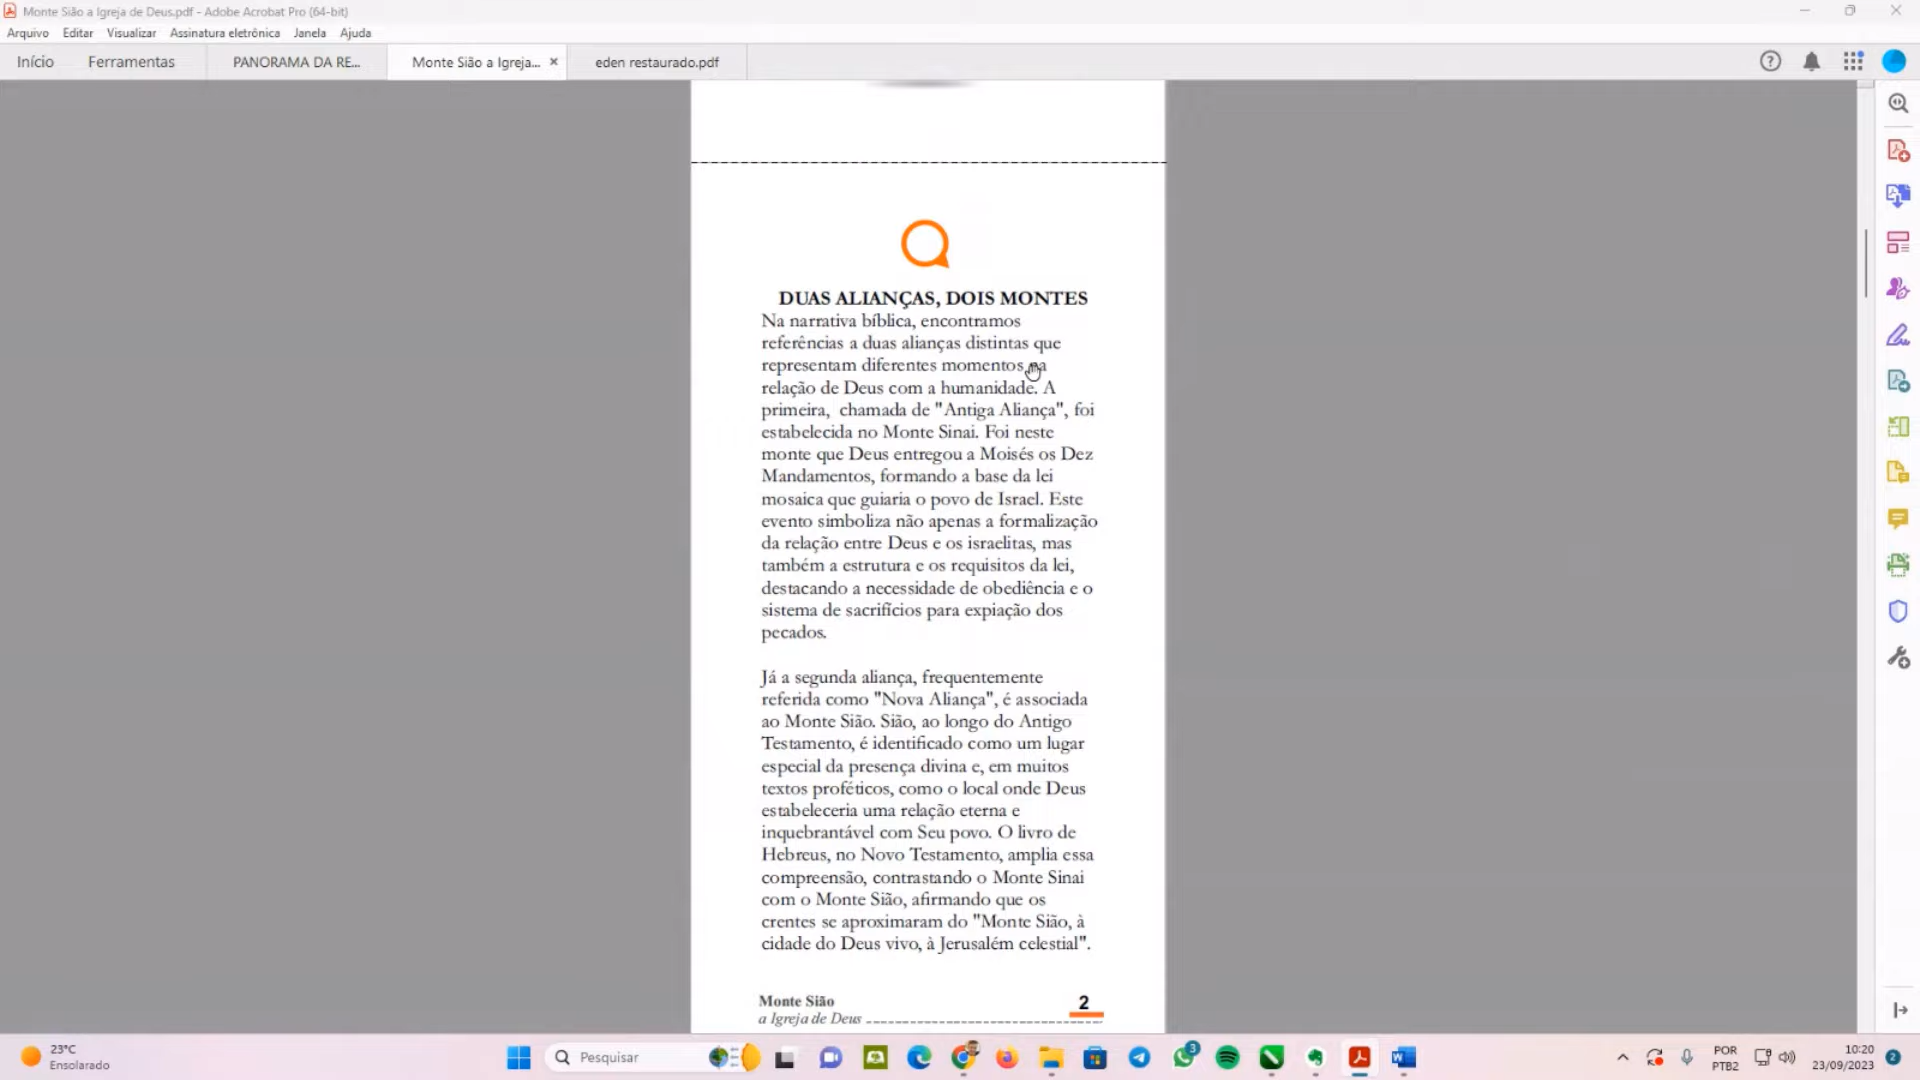 Monte Sião a Igreja de Deus.pdf - Adobe Acrobat Pro (64-bit)
Arquivo Editar Visualizar Assinatura eletrônica Janela Ajuda
Início Ferramentas PANORAMA DA RE... Monte Sião a Igreja... × eden restaurado.pdf
DUAS ALIANÇAS, DOIS MONTES
Na narrativa bíblica, encontramos
referências a duas alianças distintas que
representam diferentes momentos na
relação de Deus com a humanidade. A
primeira, chamada de "Antiga Aliança", foi
estabelecida no Monte Sinai. Foi neste
monte que Deus entregou a Moisés os Dez
Mandamentos, formando a base da lei
mosaica que guiaria o povo de Israel. Este
evento simboliza não apenas a formalização
da relação entre Deus e os israelitas, mas
também a estrutura e os requisitos da lei,
destacando a necessidade de obediência e o
sistema de sacrifícios para expiação dos
pecados.
Já a segunda aliança, frequentemente
referida como "Nova Aliança", é associada
ao Monte Sião. Sião, ao longo do Antigo
Testamento, é identificado como um lugar
especial da presença divina e, em muitos
textos proféticos, como o local onde Deus
estabeleceria uma relação eterna e
inquebrantável com Seu povo. O livro de
Hebreus, no Novo Testamento, amplia essa
compreensão, contrastando o Monte Sinai
com o Monte Sião, afirmando que os
crentes se aproximaram do "Monte Sião, à
cidade do Deus vivo, à Jerusalém celestial".
Monte Sião
a Igreja de Deus
2
23°C
Ensolarado
Pesquisar
3
POR
PTB2
10:20
23/09/2023
2